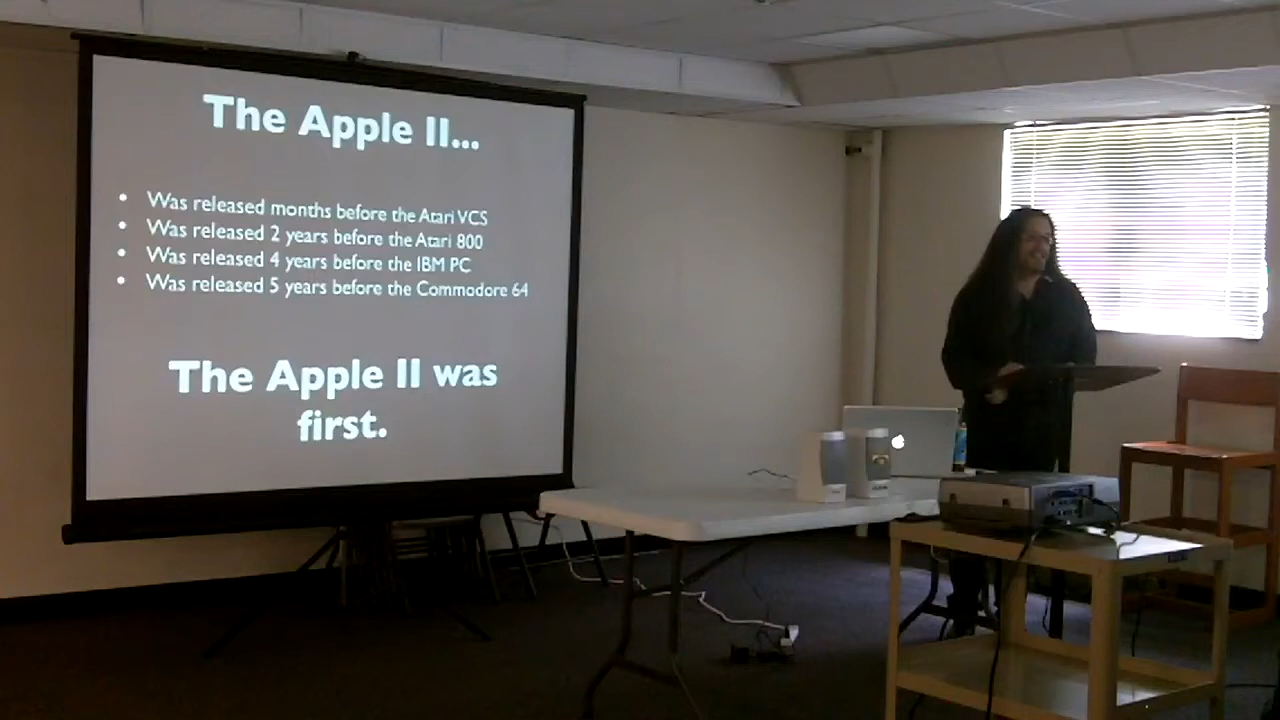 The Apple II...
• Was released months before the Atari VCS
• Was released 2 years before the Atari 800
• Was released 4 years before the IBM PC
• Was released 5 years before the Commodore 64
The Apple II was
first.